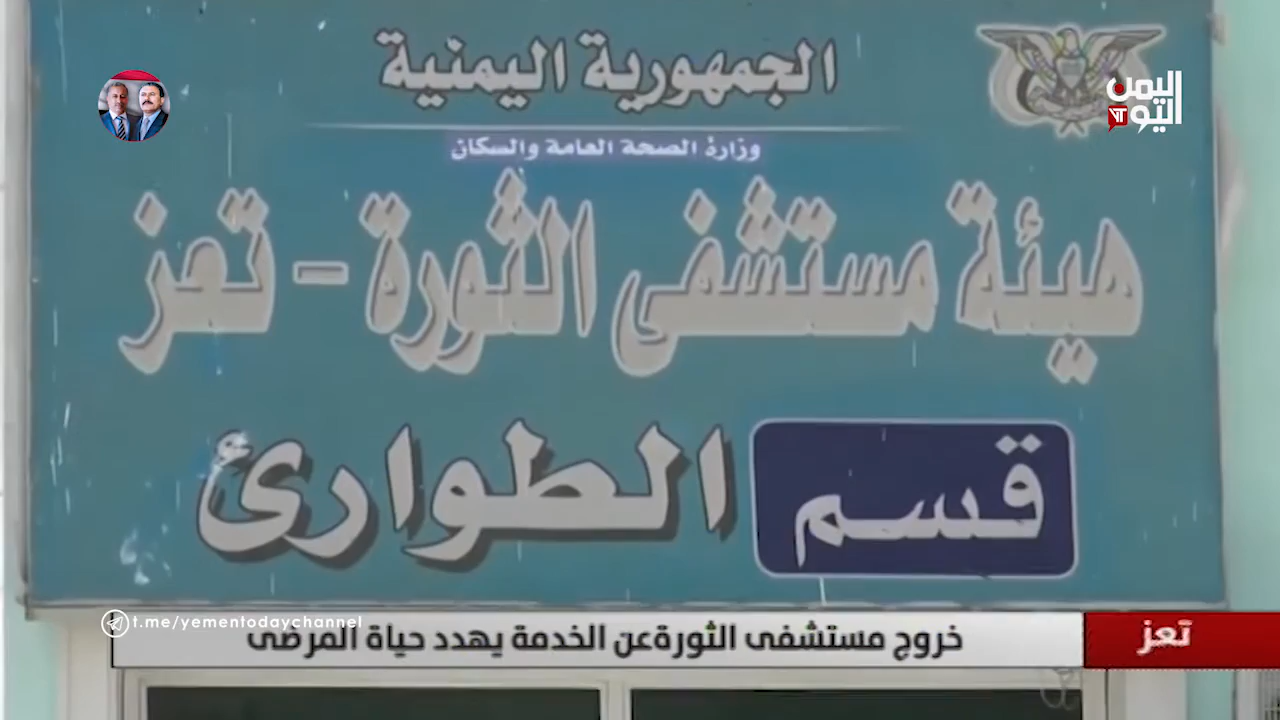 الجمهورية اليمنية
وزارة الصحة العامة والسكان
هيئة مستشفى الثورة - تعز
قسم الطوارئ
اليمن
اليوم
YT
t.me/yementodaychannel
تعز
خروج مستشفى الثورةعن الخدمة يهدد حياة المرضى